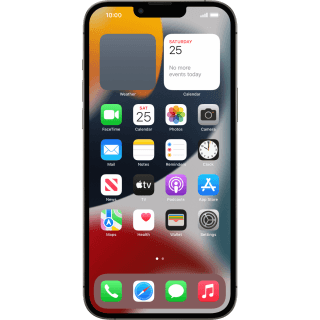 10:00
SATURDAY
25
No more
events today
Weather
Calendar
SAT
25
FaceTime
Calendar
Photos
Camera
Mail
Notes
Reminders
Clock
News
tv
TV
Podcasts
App Store
Maps
Health
Wallet
Settings